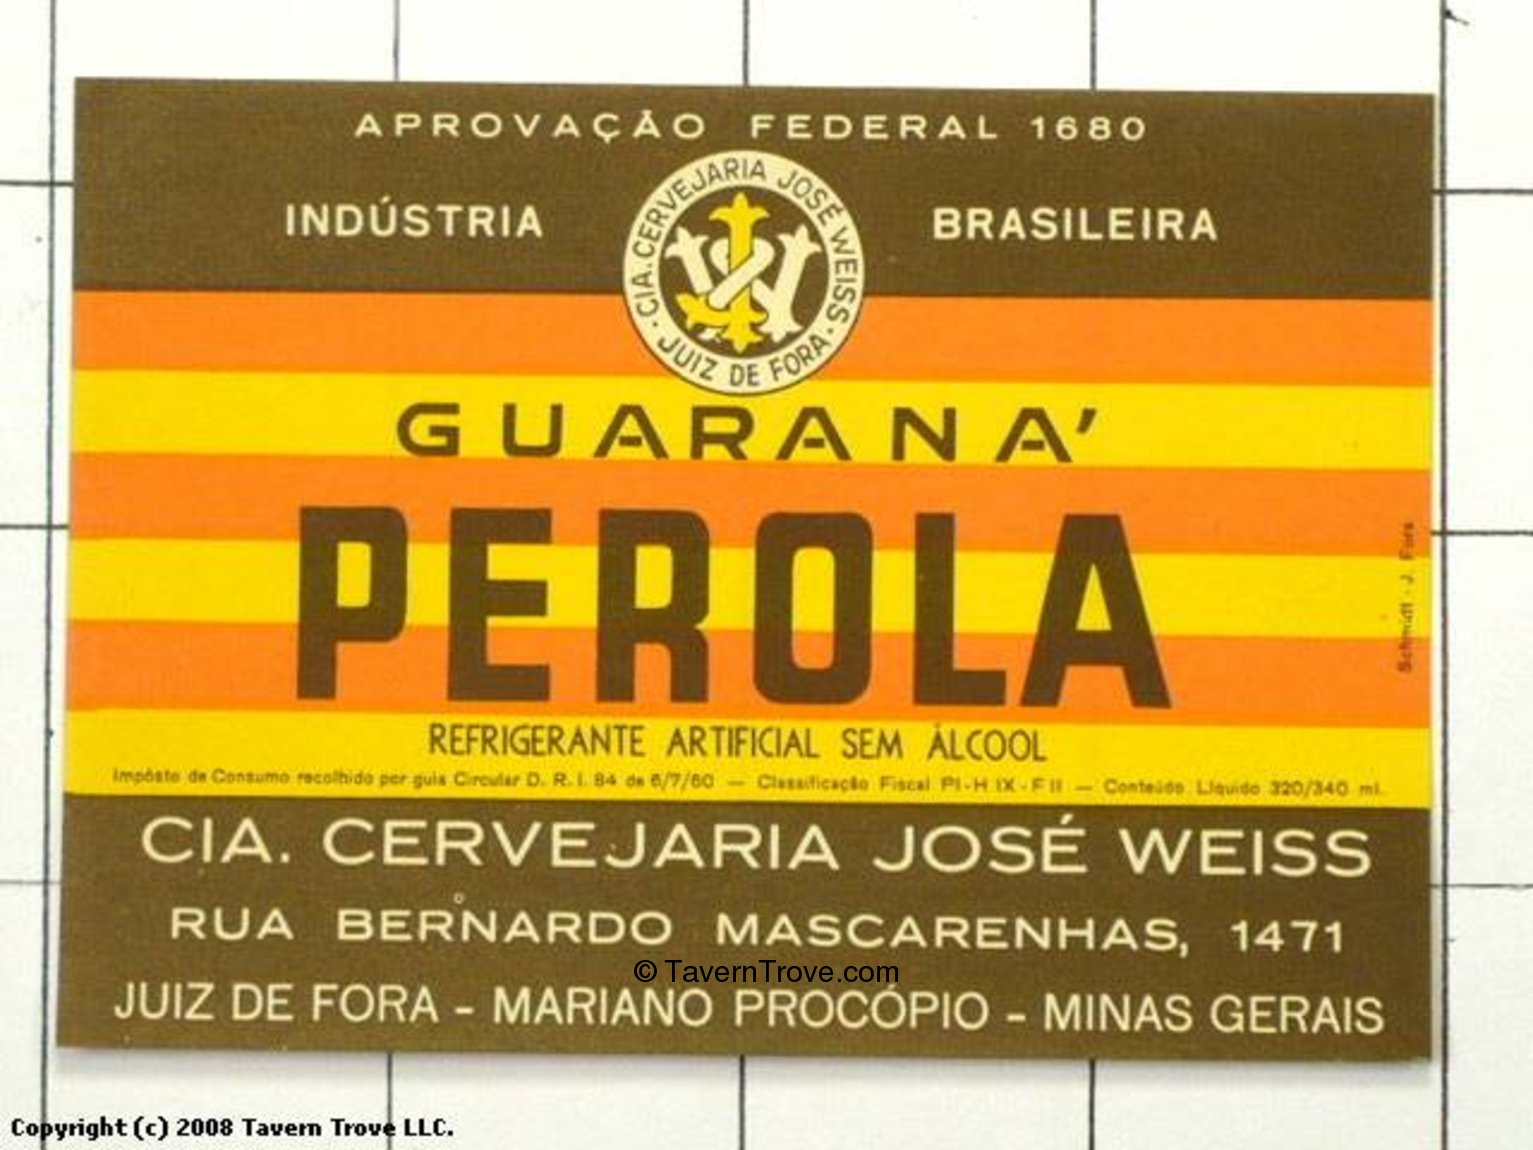 APROVAÇÃO FEDERAL 1680
INDÚSTRIA BRASILEIRA
CIA. CERVEJARIA JOSÉ WEISS · JUIZ DE FORA ·
GUARANA'
PEROLA
REFRIGERANTE ARTIFICIAL SEM ÁLCOOL
Impôsto de Consumo recolhido por guia Circular D. R. I. 84 de 6/7/60 — Classificação Fiscal PI-H IX-F II — Conteúdo Líquido 320/340 ml.
Schmidt - J. Fora
CIA. CERVEJARIA JOSÉ WEISS
RUA BERNARDO MASCARENHAS, 1471
© TavernTrove.com
JUIZ DE FORA - MARIANO PROCÓPIO - MINAS GERAIS
Copyright (c) 2008 Tavern Trove LLC.